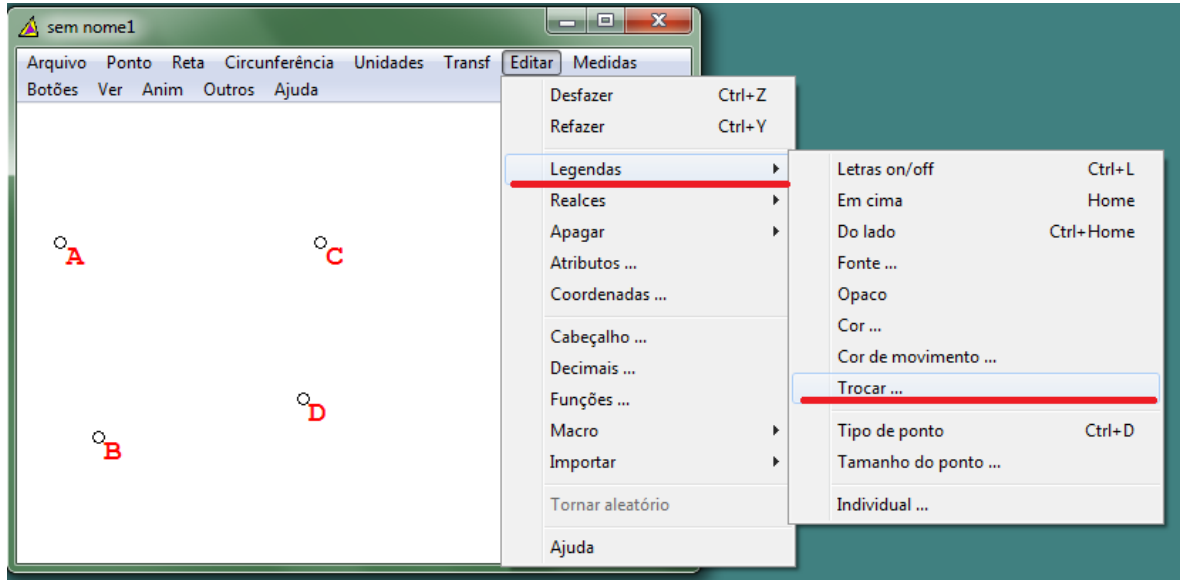 sem nome1
Arquivo Ponto Reta Circunferência Unidades Transf Editar Medidas
Botões Ver Anim Outros Ajuda
A
C
D
B
Desfazer Ctrl+Z
Refazer Ctrl+Y
Legendas
Realces
Apagar
Atributos ...
Coordenadas ...
Cabeçalho ...
Decimais ...
Funções ...
Macro
Importar
Tornar aleatório
Ajuda
Letras on/off Ctrl+L
Em cima Home
Do lado Ctrl+Home
Fonte ...
Opaco
Cor ...
Cor de movimento ...
Trocar ...
Tipo de ponto Ctrl+D
Tamanho do ponto ...
Individual ...